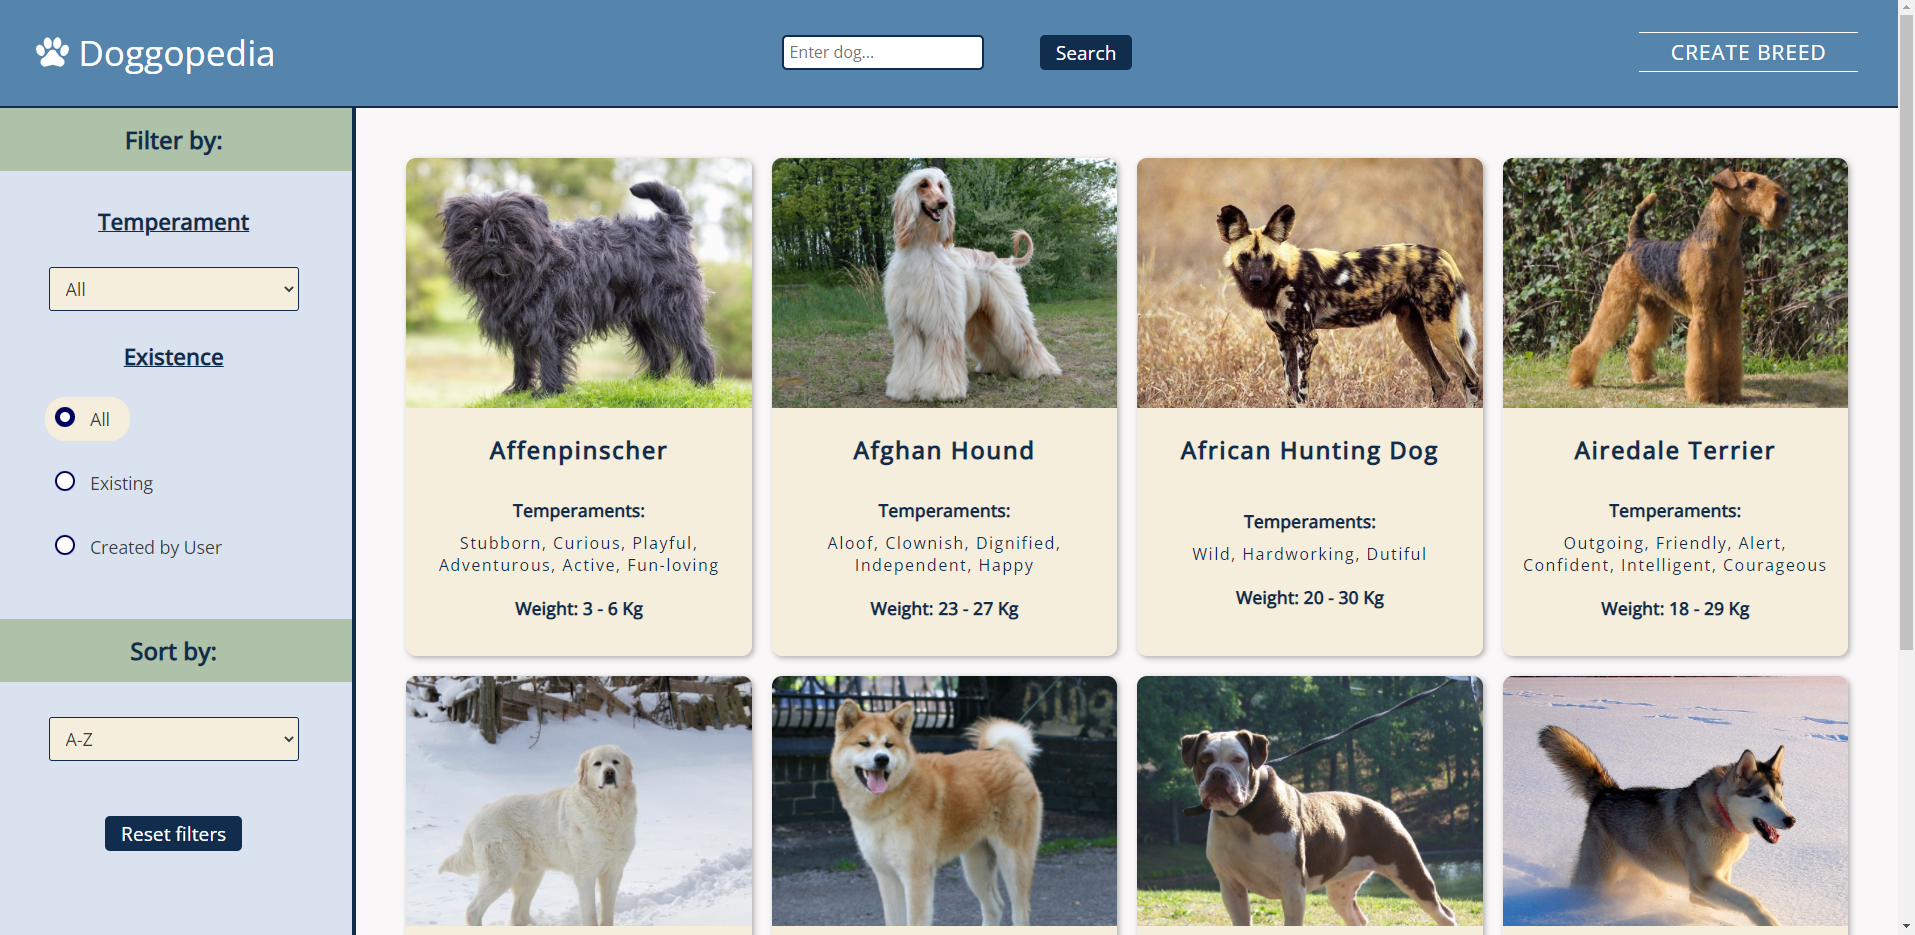 Doggopedia
Enter dog...
Search
CREATE BREED
Filter by:
Temperament
All
Existence
All
Existing
Created by User
Sort by:
A-Z
Reset filters
Affenpinscher
Temperaments:
Stubborn, Curious, Playful,
Adventurous, Active, Fun-loving
Weight: 3 - 6 Kg
Afghan Hound
Temperaments:
Aloof, Clownish, Dignified,
Independent, Happy
Weight: 23 - 27 Kg
African Hunting Dog
Temperaments:
Wild, Hardworking, Dutiful
Weight: 20 - 30 Kg
Airedale Terrier
Temperaments:
Outgoing, Friendly, Alert,
Confident, Intelligent, Courageous
Weight: 18 - 29 Kg